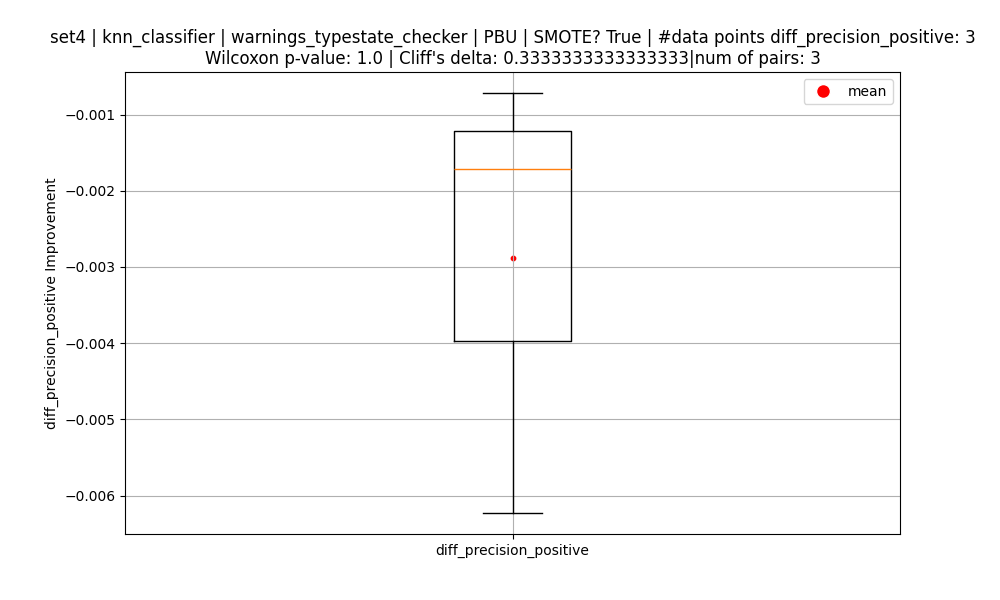 set4 | knn_classifier | warnings_typestate_checker | PBU | SMOTE? True | #data points diff_precision_positive: 3
Wilcoxon p-value: 1.0 | Cliff's delta: 0.3333333333333333|num of pairs: 3
mean
−0.001
−0.002
−0.003
−0.004
−0.005
−0.006
diff_precision_positive Improvement
diff_precision_positive